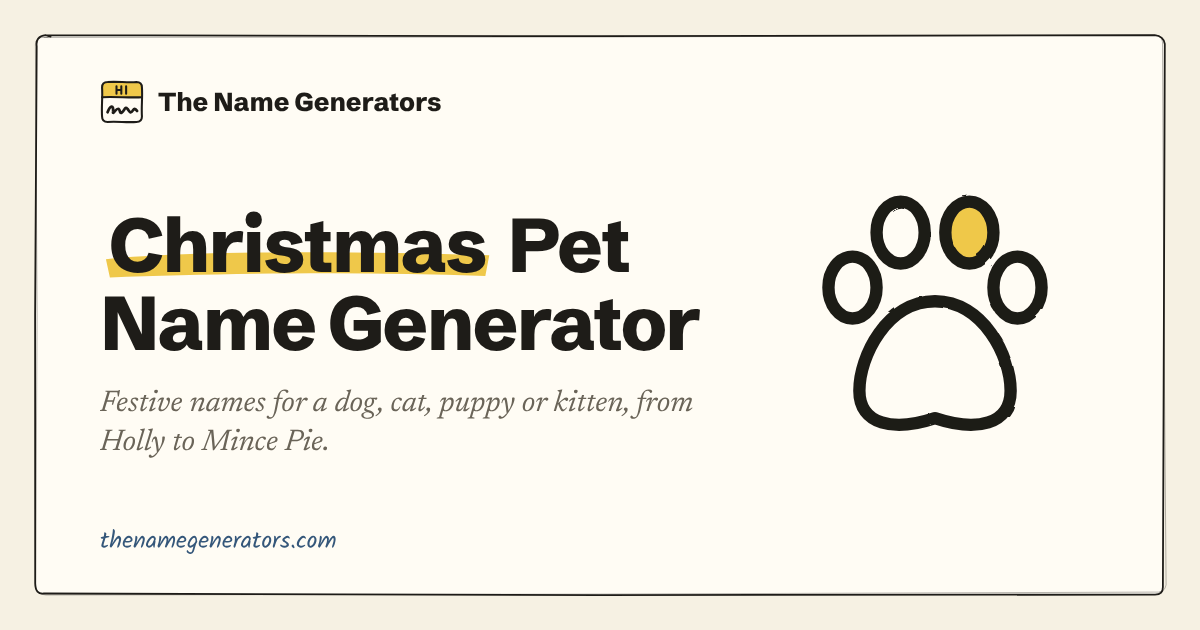 HI
The Name Generators
Christmas Pet
Name Generator
Festive names for a dog, cat, puppy or kitten, from
Holly to Mince Pie.
thenamegenerators.com